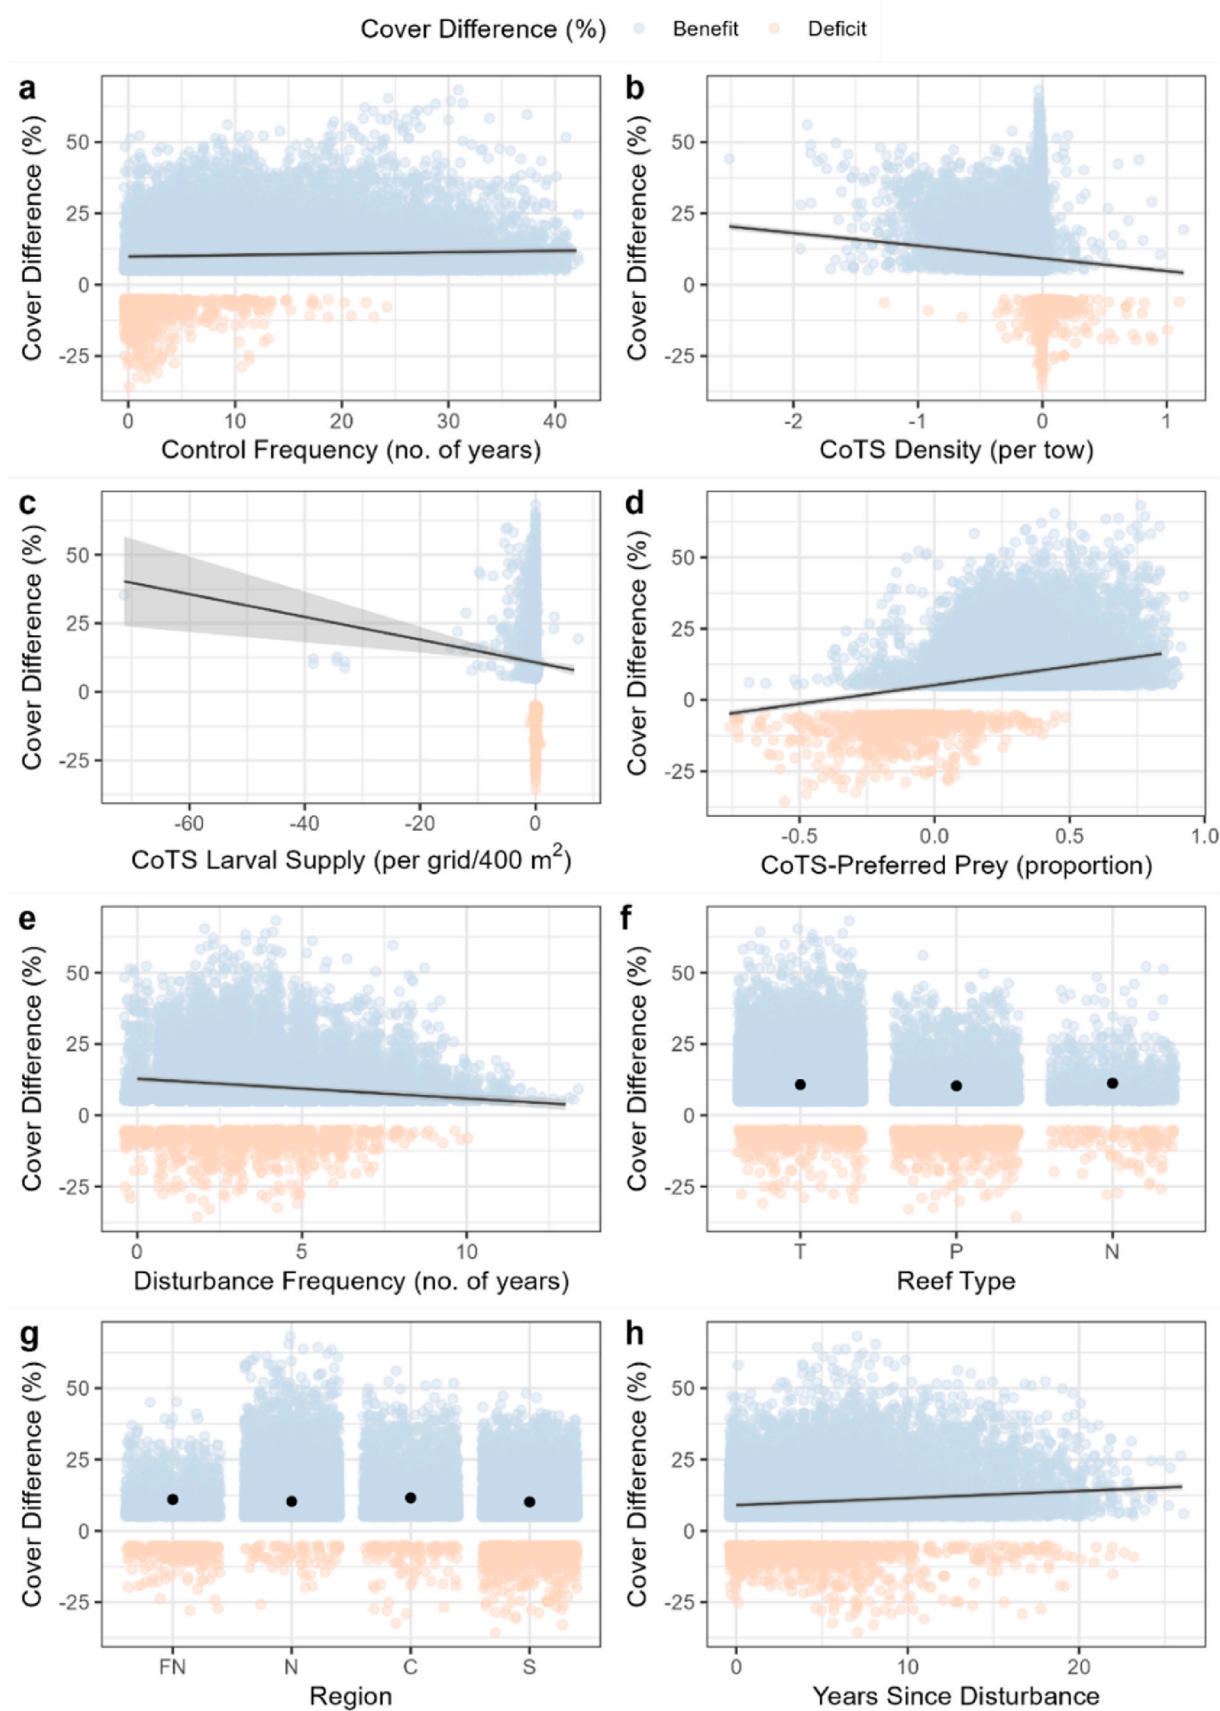 Cover Difference (%) Benefit Deficit
a
Cover Difference (%)
50
25
0
-25
0 10 20 30 40
Control Frequency (no. of years)
b
Cover Difference (%)
50
25
0
-25
-2 -1 0 1
CoTS Density (per tow)
c
Cover Difference (%)
50
25
0
-25
-60 -40 -20 0
CoTS Larval Supply (per grid/400 m²)
d
Cover Difference (%)
50
25
0
-25
-0.5 0.0 0.5 1.0
CoTS-Preferred Prey (proportion)
e
Cover Difference (%)
50
25
0
-25
0 5 10
Disturbance Frequency (no. of years)
f
Cover Difference (%)
50
25
0
-25
T P N
Reef Type
g
Cover Difference (%)
50
25
0
-25
FN N C S
Region
h
Cover Difference (%)
50
25
0
-25
0 10 20
Years Since Disturbance